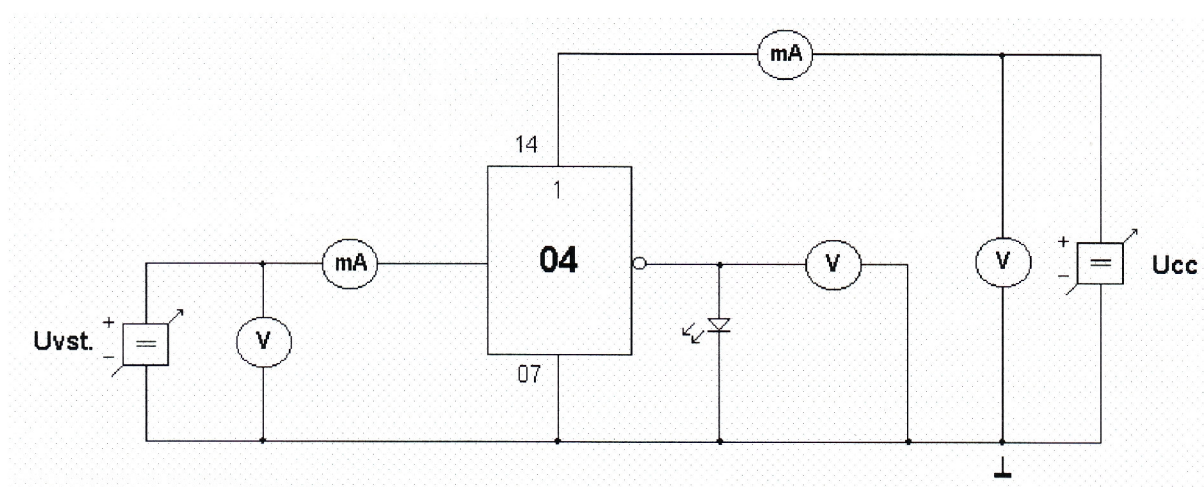 mA
14
1
04
mA
V
V
+
=
−
Ucc
Uvst.
+
=
−
V
07